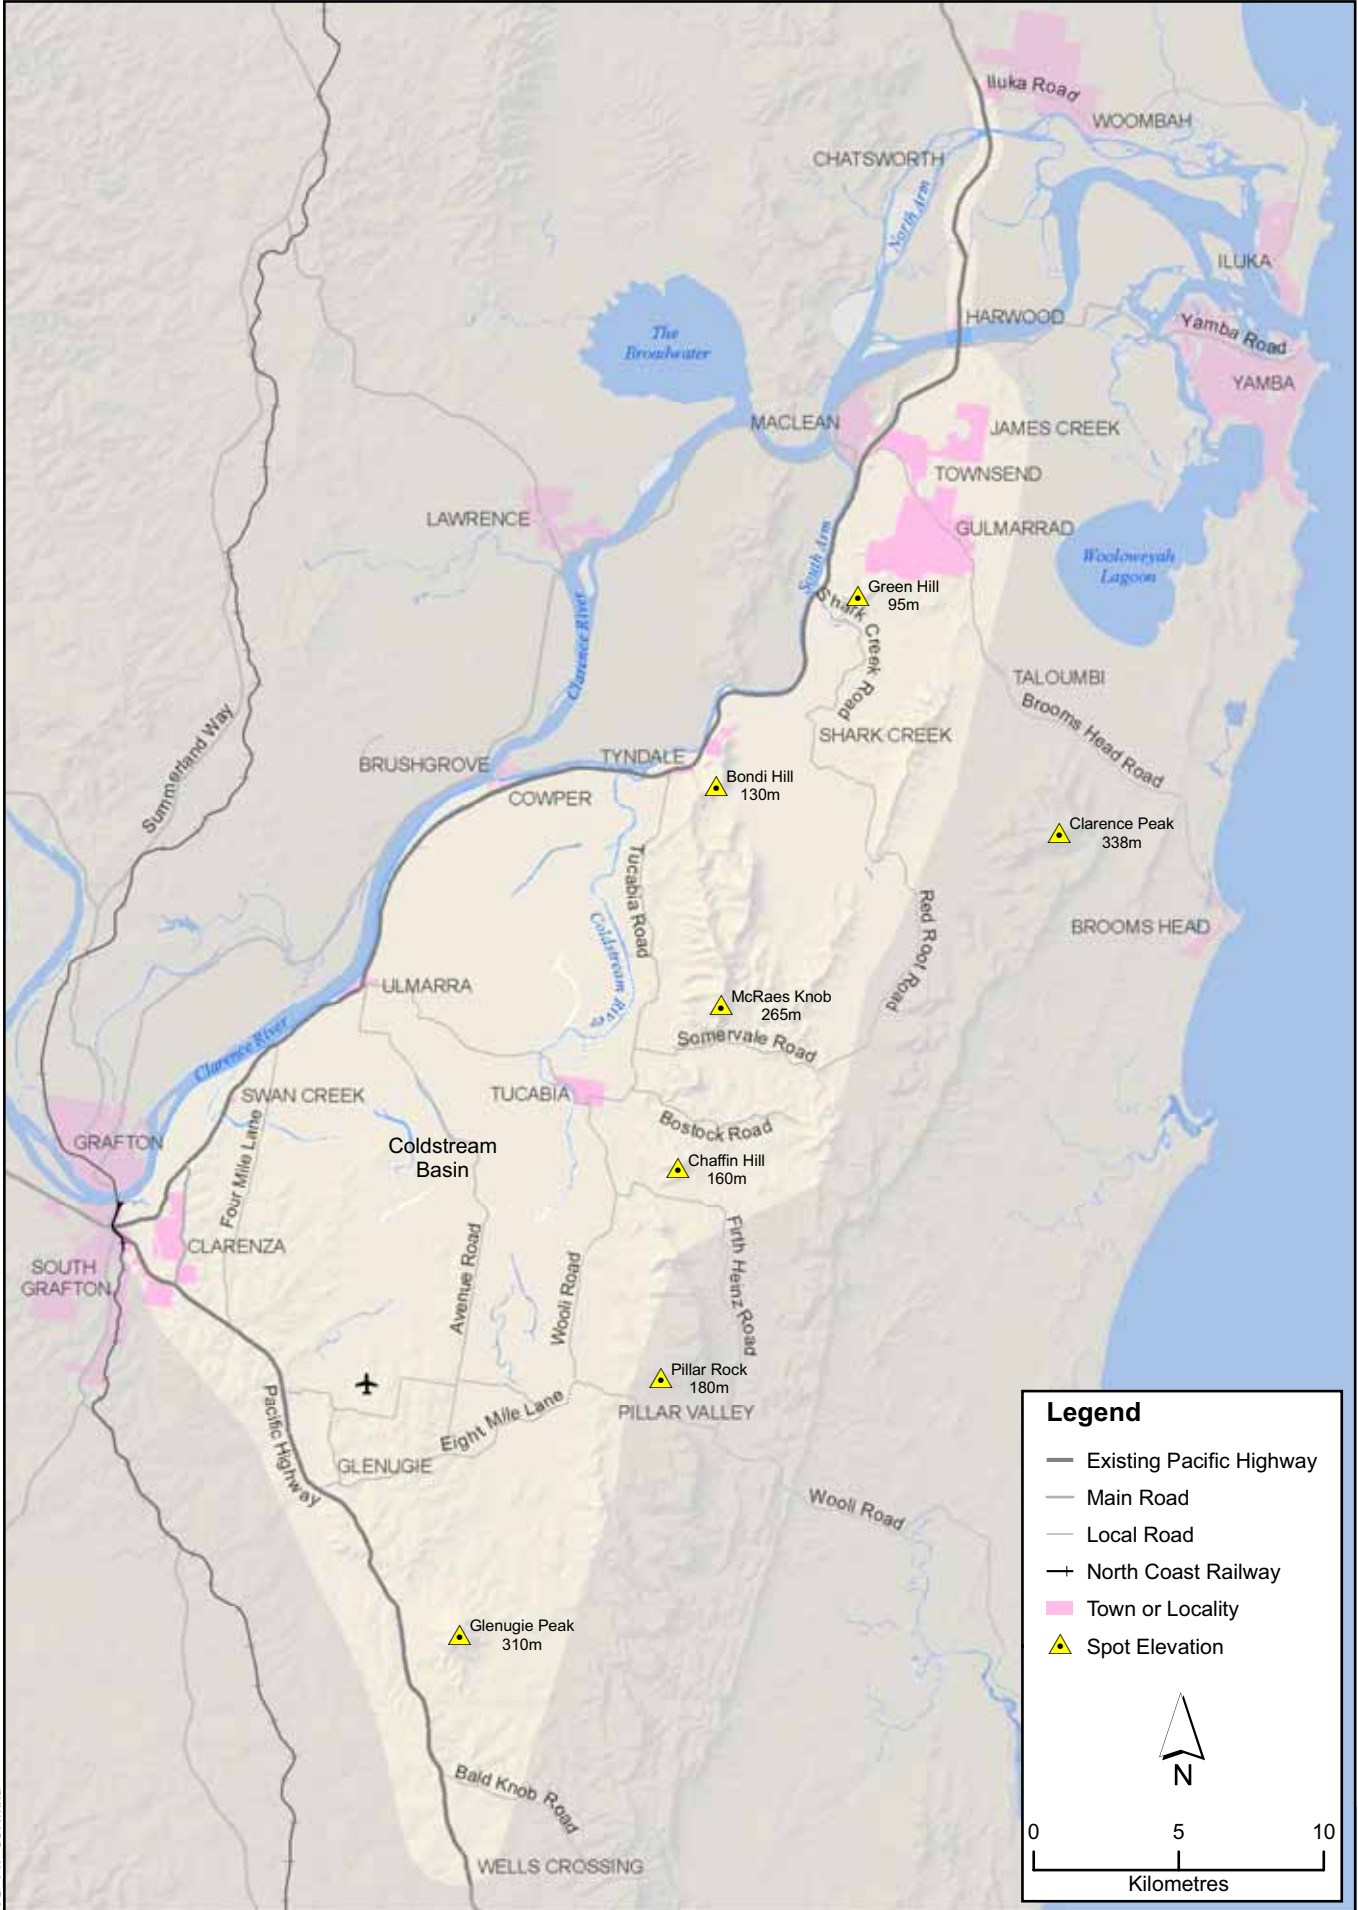 Iluka Road
WOOMBAH
CHATSWORTH
North Arm
ILUKA
HARWOOD
Yamba Road
The
Broadwater
YAMBA
MACLEAN
JAMES CREEK
TOWNSEND
LAWRENCE
GULMARRAD
South Arm
Wooloweyah
Lagoon
Green Hill
95m
Shark Creek Road
Clarence River
TALOUMBI
Brooms Head Road
Summerland Way
SHARK CREEK
TYNDALE
BRUSHGROVE
Bondi Hill
130m
COWPER
Clarence Peak
338m
Tucabia Road
Red Root Road
BROOMS HEAD
Coldstream River
ULMARRA
McRaes Knob
265m
Somervale Road
Clarence River
SWAN CREEK
TUCABIA
Bostock Road
GRAFTON
Four Mile Lane
Coldstream
Basin
Chaffin Hill
160m
CLARENZA
Firth Heinz Road
SOUTH
GRAFTON
Avenue Road
Wooli Road
Pillar Rock
180m
PILLAR VALLEY
Pacific Highway
Eight Mile Lane
GLENUGIE
Wooli Road
Glenugie Peak
310m
Bald Knob Road
WELLS CROSSING
Legend
Existing Pacific Highway
Main Road
Local Road
North Coast Railway
Town or Locality
Spot Elevation
N
0 5 10
Kilometres